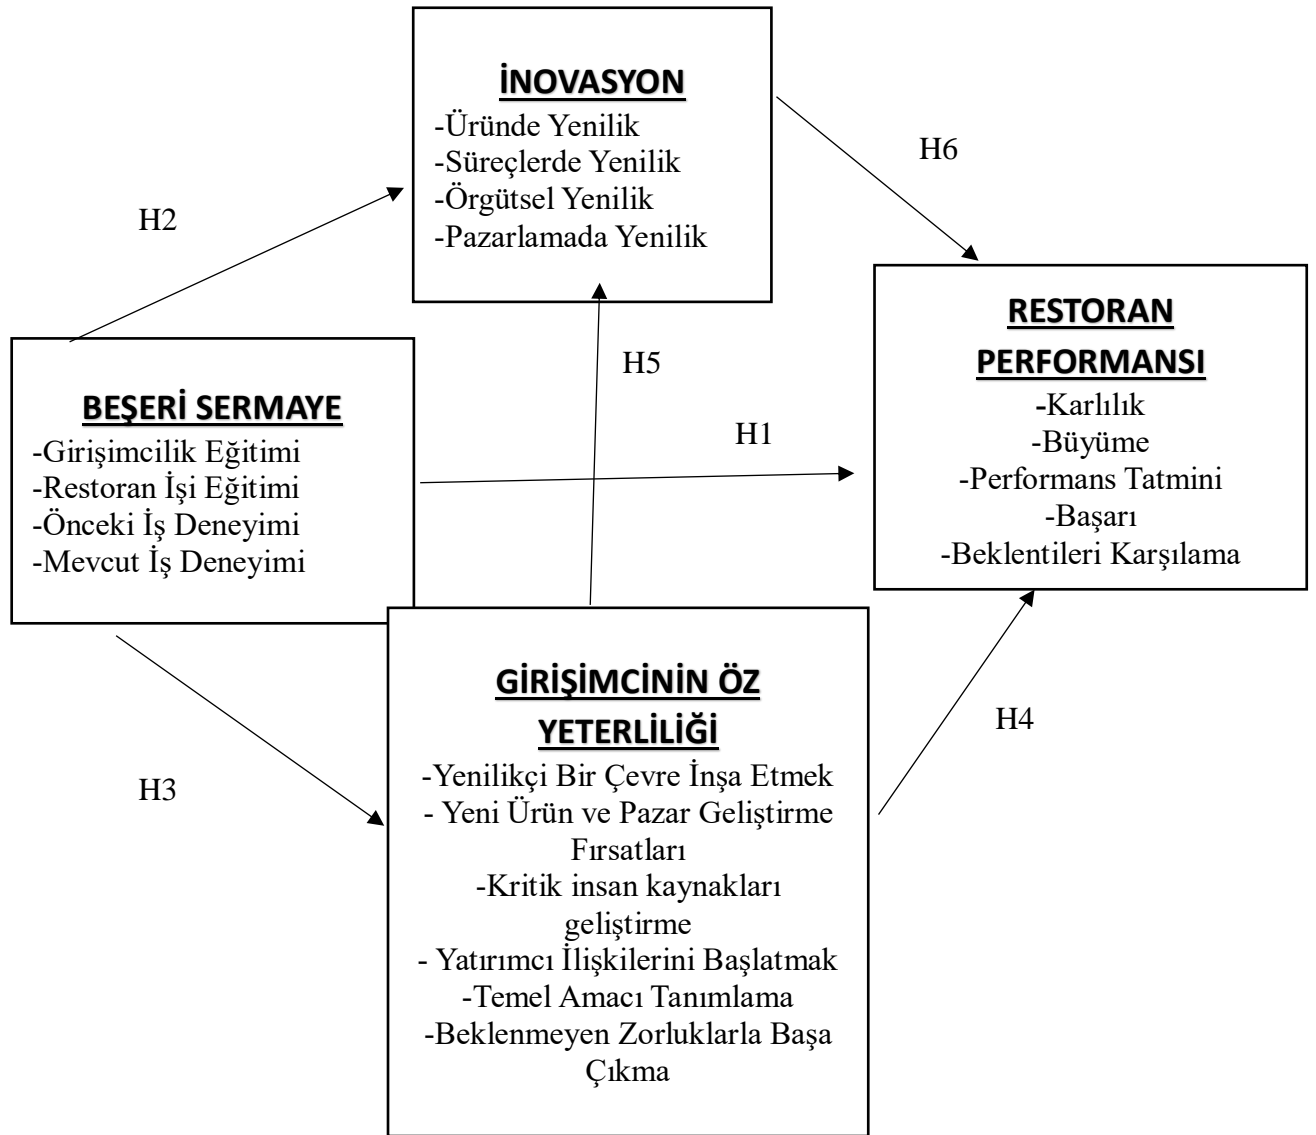 İNOVASYON
-Üründe Yenilik
-Süreçlerde Yenilik
-Örgütsel Yenilik
-Pazarlamada Yenilik
H6
H2
RESTORAN
PERFORMANSI
-Karlılık
-Büyüme
-Performans Tatmini
-Başarı
-Beklentileri Karşılama
H5
BEŞERİ SERMAYE
-Girişimcilik Eğitimi
-Restoran İşi Eğitimi
-Önceki İş Deneyimi
-Mevcut İş Deneyimi
H1
GİRİŞİMCİNİN ÖZ
YETERLİLİĞİ
-Yenilikçi Bir Çevre İnşa Etmek
- Yeni Ürün ve Pazar Geliştirme
Fırsatları
-Kritik insan kaynakları
geliştirme
- Yatırımcı İlişkilerini Başlatmak
-Temel Amacı Tanımlama
-Beklenmeyen Zorluklarla Başa
Çıkma
H4
H3